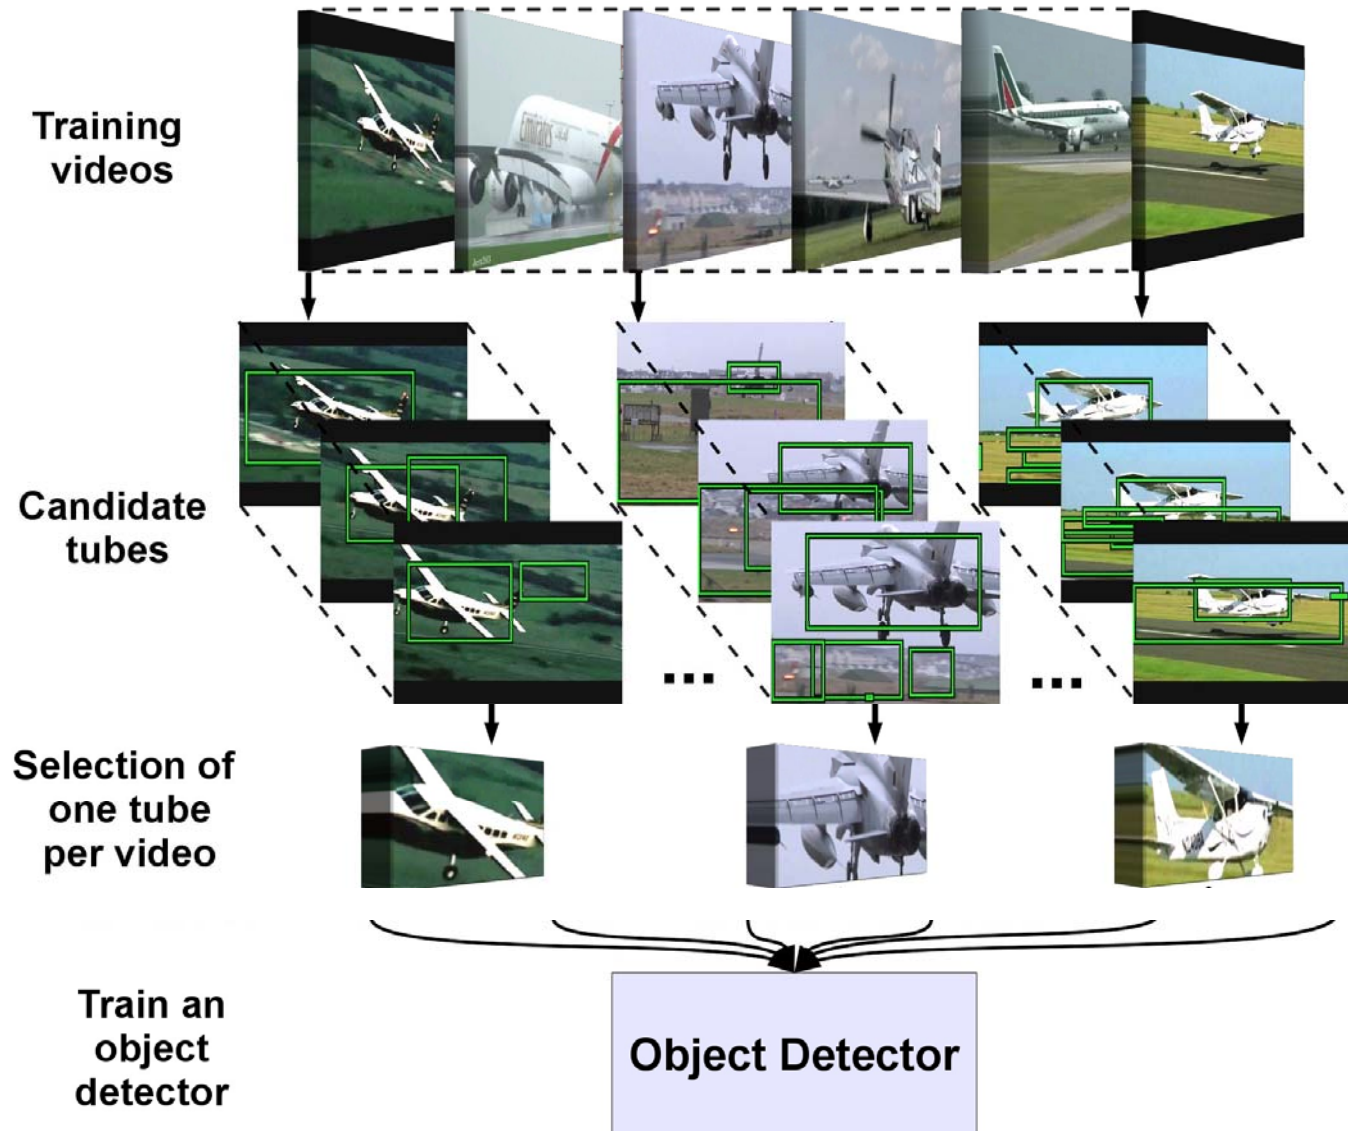 Training
videos
Emirates
Candidate
tubes
...
...
Selection of
one tube
per video
Train an
object
detector
Object Detector